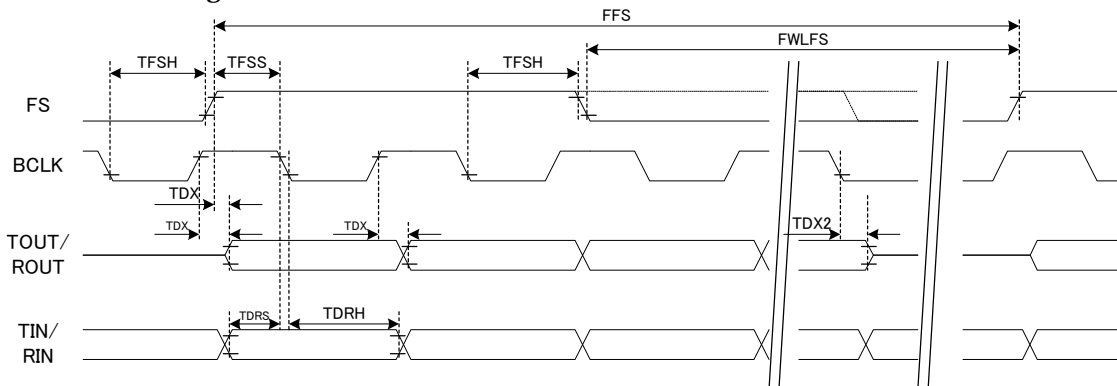 FFS
FWLFS
TFSH TFSS TFSH
FS
BCLK
TDX
TDX TDX TDX2
TOUT/
ROUT
TDRS TDRH
TIN/
RIN